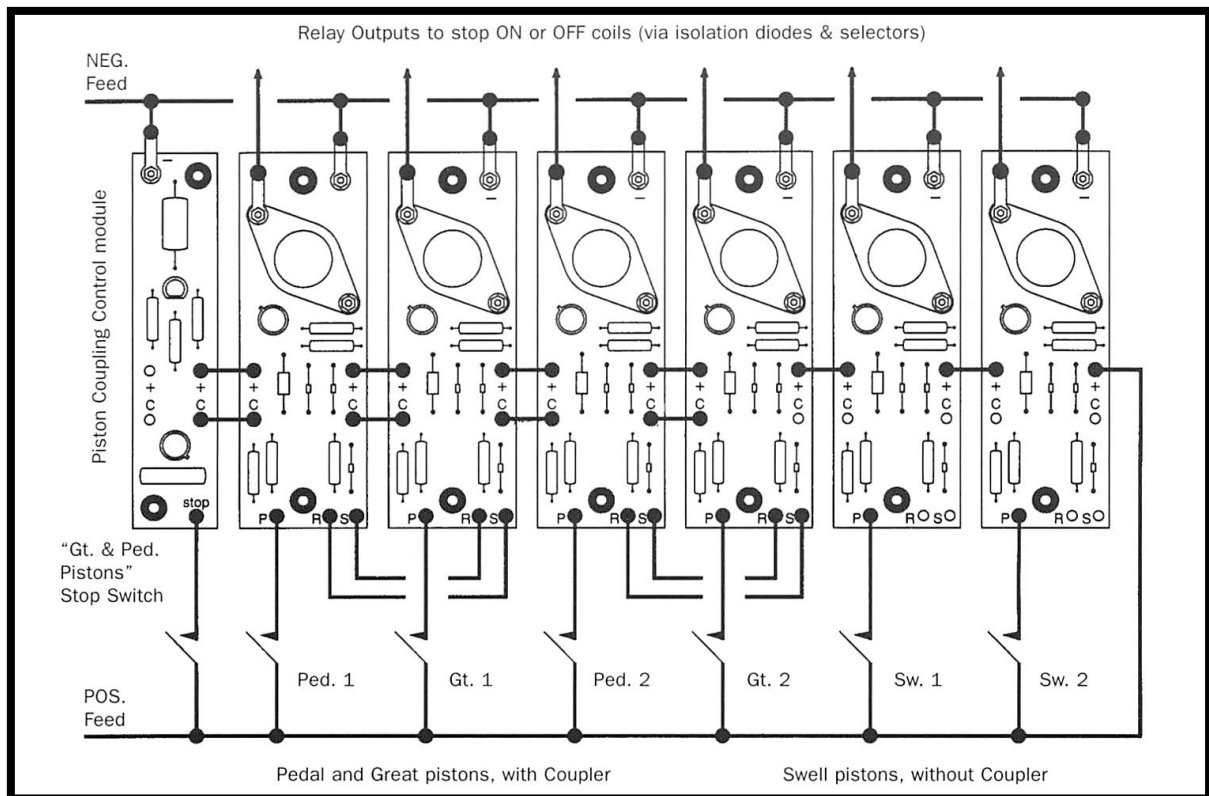 Relay Outputs to stop ON or OFF coils (via isolation diodes & selectors)
NEG.
Feed
Piston Coupling Control module
– – – – – – –
+ + + + + + + + + + + + + +
C C C C C C C C C C C C C C
stop
P R S P R S P R S P R S P R S P R S
"Gt. & Ped.
Pistons"
Stop Switch
Ped. 1
Gt. 1
Ped. 2
Gt. 2
Sw. 1
Sw. 2
POS.
Feed
Pedal and Great pistons, with Coupler
Swell pistons, without Coupler